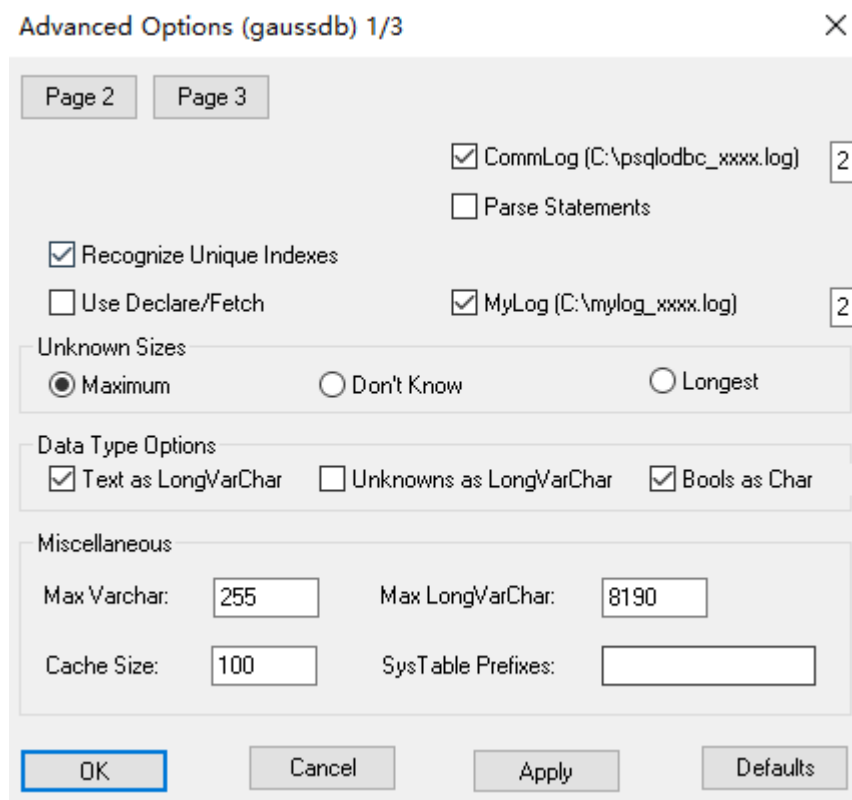 Advanced Options (gaussdb) 1/3
Page 2 Page 3
CommLog (C:\psqlodbc_xxxx.log) 2
Parse Statements
Recognize Unique Indexes
Use Declare/Fetch MyLog (C:\mylog_xxxx.log) 2
Unknown Sizes
Maximum Don't Know Longest
Data Type Options
Text as LongVarChar Unknowns as LongVarChar Bools as Char
Miscellaneous
Max Varchar: 255 Max LongVarChar: 8190
Cache Size: 100 SysTable Prefixes:
OK Cancel Apply Defaults